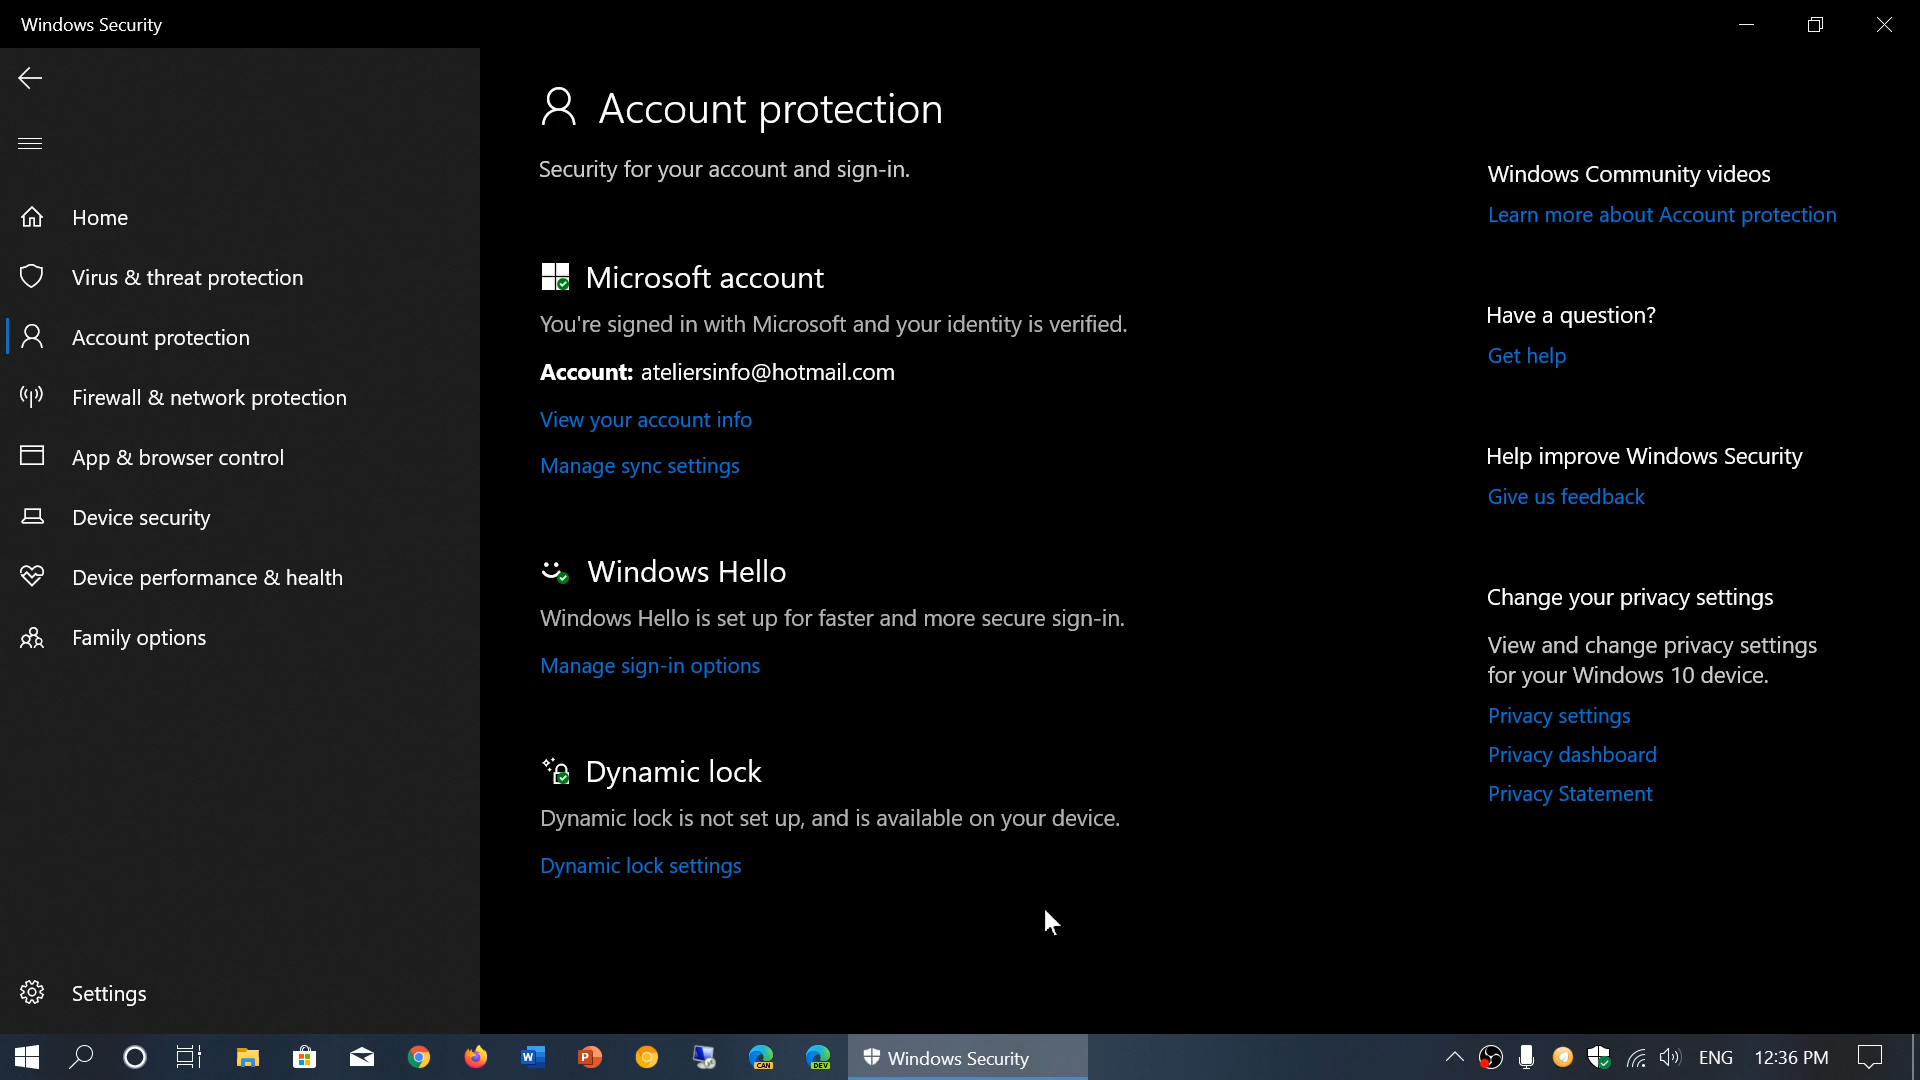 Windows Security
Home
Virus & threat protection
Account protection
Firewall & network protection
App & browser control
Device security
Device performance & health
Family options
Settings
Account protection
Security for your account and sign-in.
Microsoft account
You're signed in with Microsoft and your identity is verified.
Account: ateliersinfo@hotmail.com
View your account info
Manage sync settings
Windows Hello
Windows Hello is set up for faster and more secure sign-in.
Manage sign-in options
Dynamic lock
Dynamic lock is not set up, and is available on your device.
Dynamic lock settings
Windows Community videos
Learn more about Account protection
Have a question?
Get help
Help improve Windows Security
Give us feedback
Change your privacy settings
View and change privacy settings
for your Windows 10 device.
Privacy settings
Privacy dashboard
Privacy Statement
W
P
CAN
DEV
Windows Security
ENG
12:36 PM